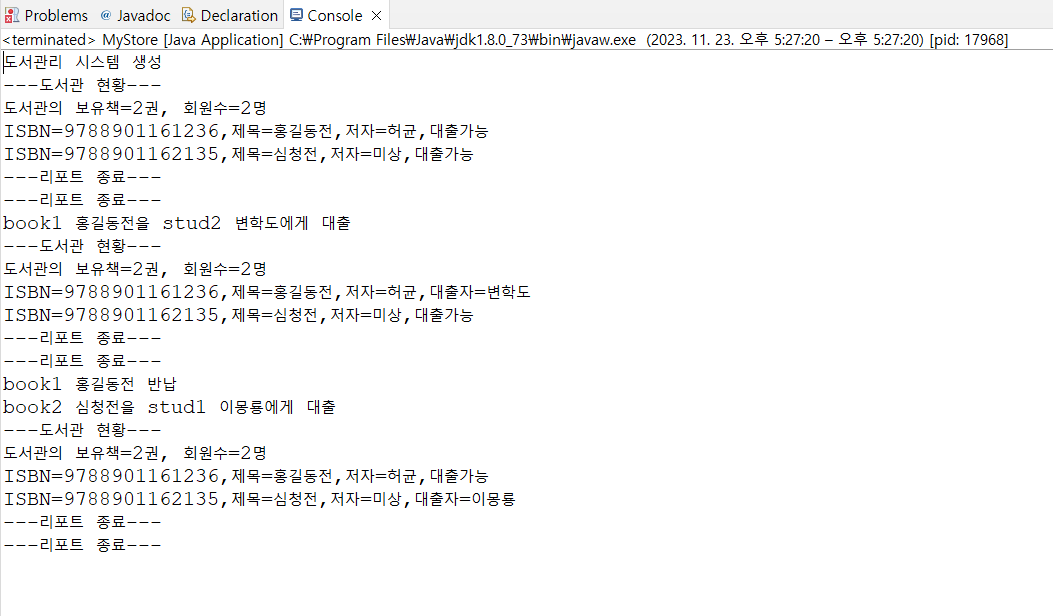 Problems @ Javadoc Declaration Console
<terminated> MyStore [Java Application] C:₩Program Files₩Java₩jdk1.8.0_73₩bin₩javaw.exe (2023. 11. 23. 오후 5:27:20 – 오후 5:27:20) [pid: 17968]
도서관리 시스템 생성
---도서관 현황---
도서관의 보유책=2권, 회원수=2명
ISBN=9788901161236,제목=홍길동전,저자=허균,대출가능
ISBN=9788901162135,제목=심청전,저자=미상,대출가능
---리포트 종료---
---리포트 종료---
book1 홍길동전을 stud2 변학도에게 대출
---도서관 현황---
도서관의 보유책=2권, 회원수=2명
ISBN=9788901161236,제목=홍길동전,저자=허균,대출자=변학도
ISBN=9788901162135,제목=심청전,저자=미상,대출가능
---리포트 종료---
---리포트 종료---
book1 홍길동전 반납
book2 심청전을 stud1 이몽룡에게 대출
---도서관 현황---
도서관의 보유책=2권, 회원수=2명
ISBN=9788901161236,제목=홍길동전,저자=허균,대출가능
ISBN=9788901162135,제목=심청전,저자=미상,대출자=이몽룡
---리포트 종료---
---리포트 종료---